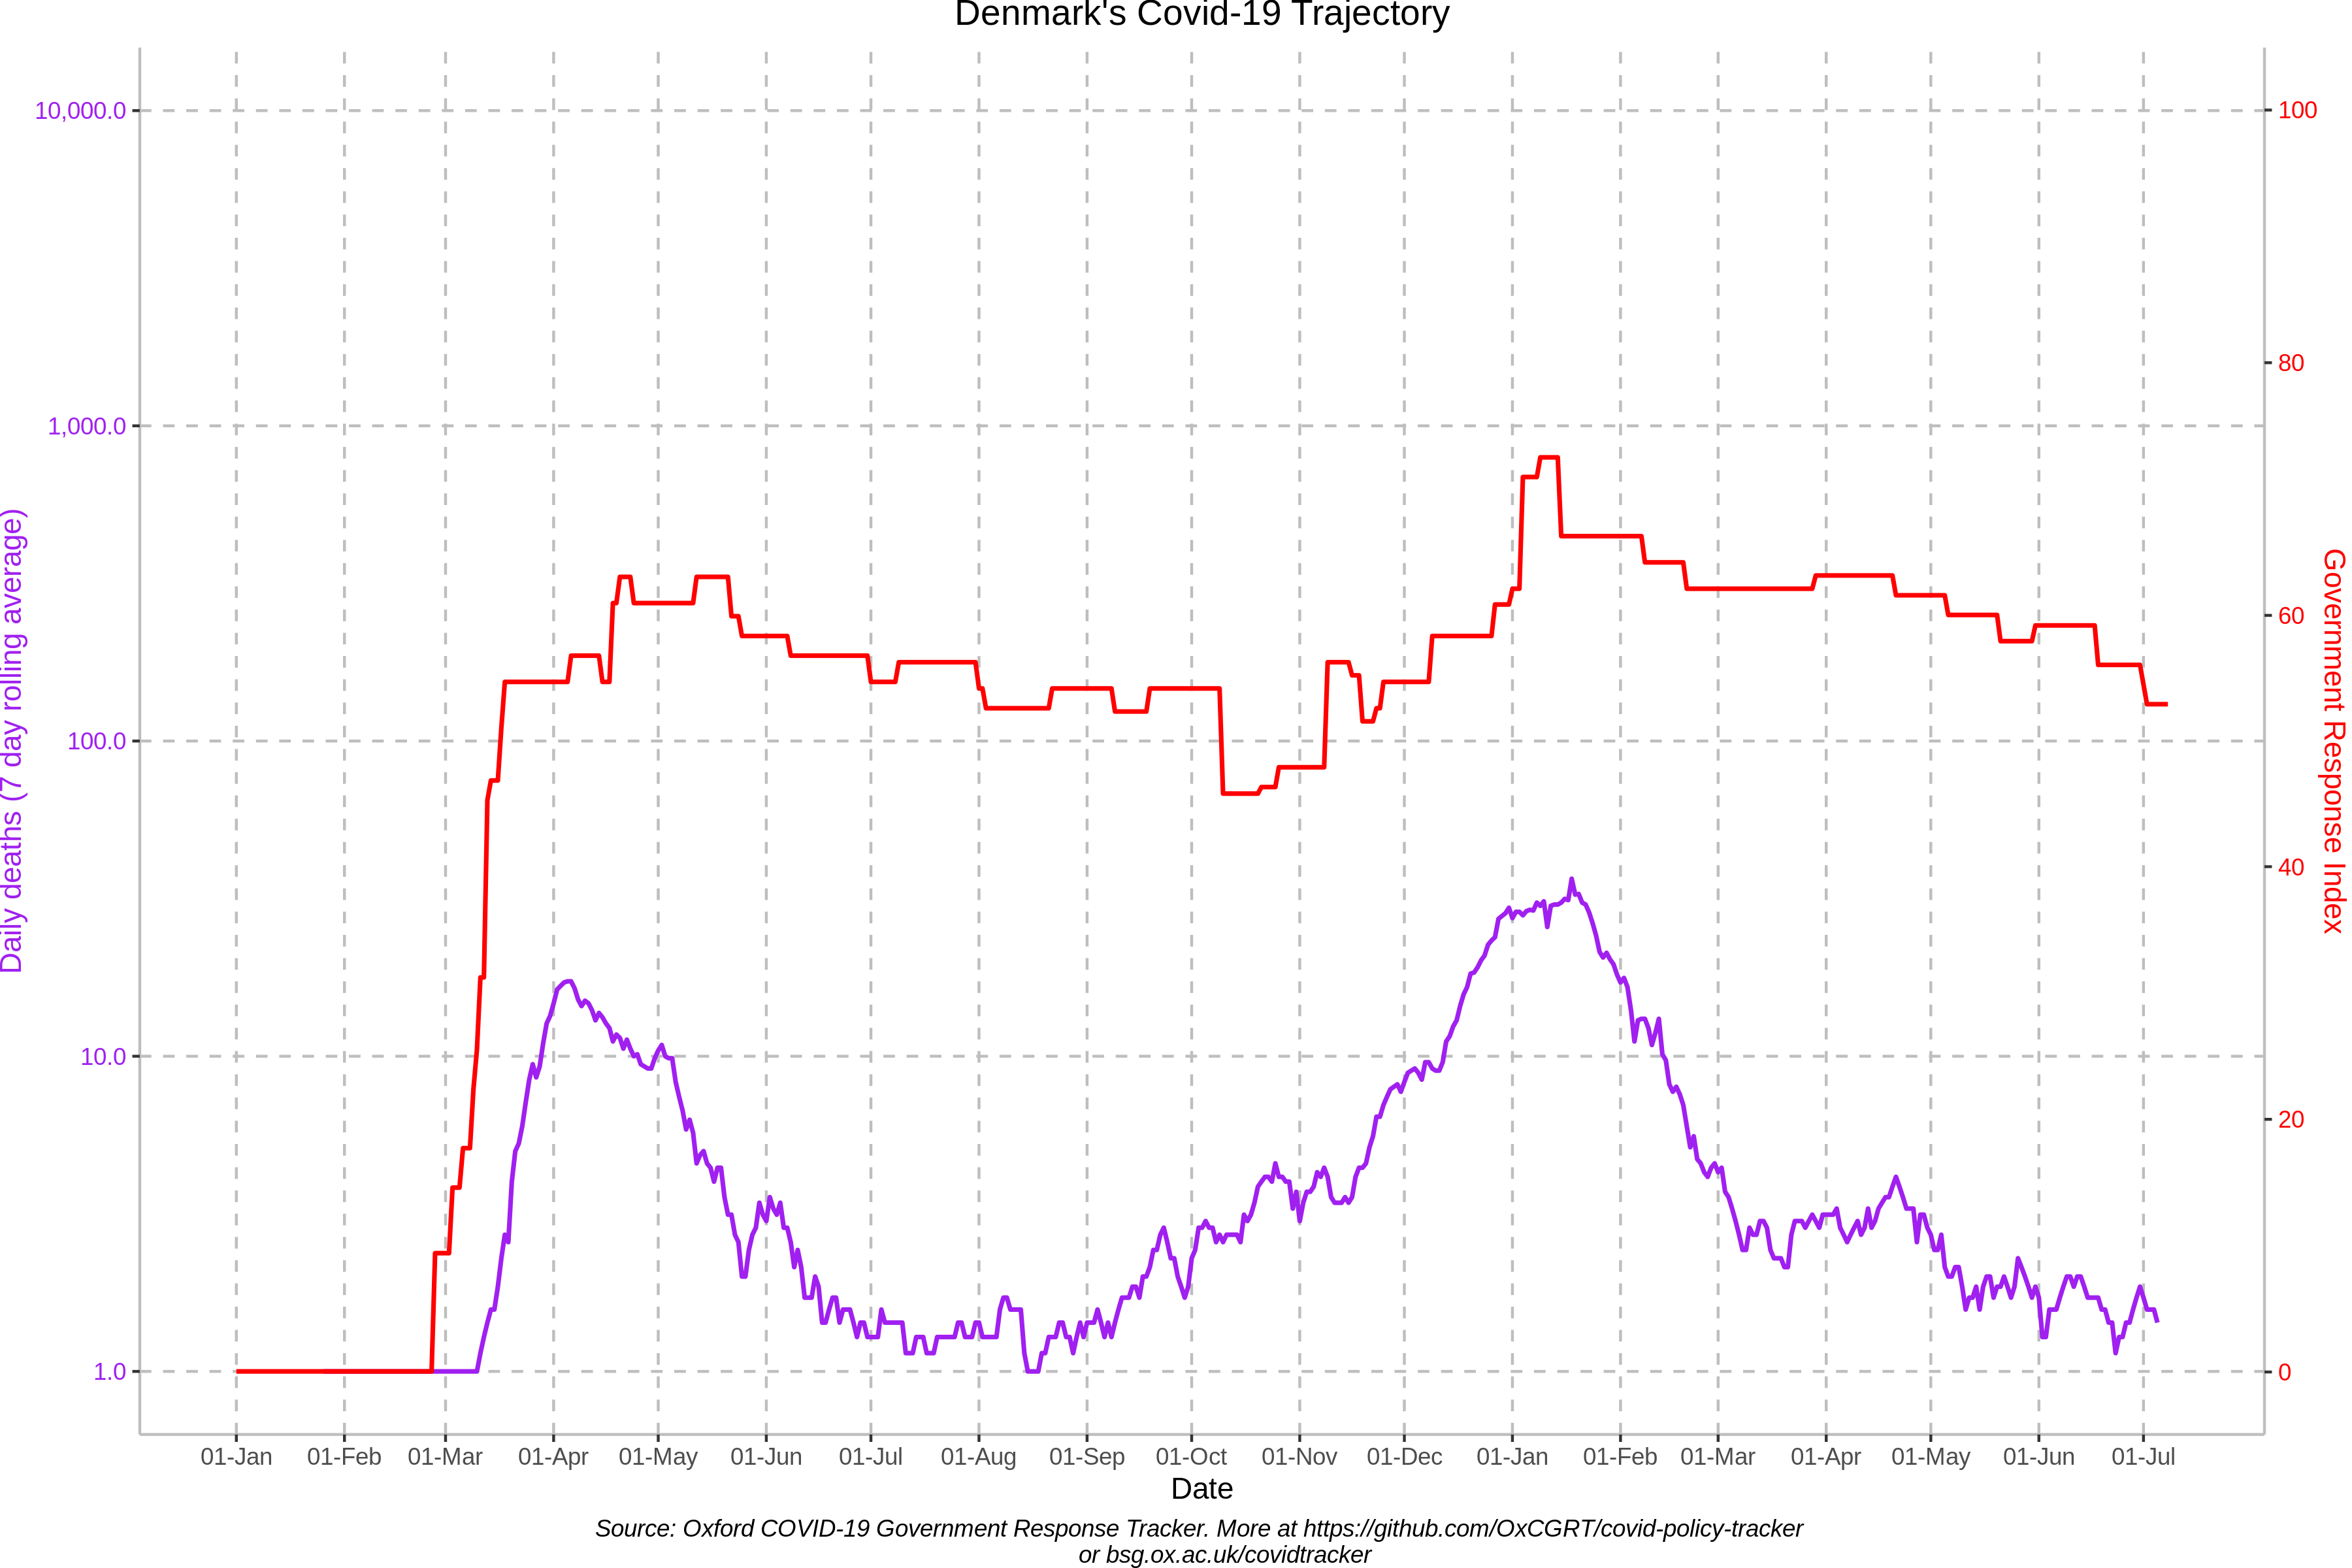 Denmark's Covid-19 Trajectory
10,000.0
1,000.0
100.0
10.0
1.0
Daily deaths (7 day rolling average)
100
80
60
40
20
0
Government Response Index
01-Jan 01-Feb 01-Mar 01-Apr 01-May 01-Jun 01-Jul 01-Aug 01-Sep 01-Oct 01-Nov 01-Dec 01-Jan 01-Feb 01-Mar 01-Apr 01-May 01-Jun 01-Jul
Date
Source: Oxford COVID-19 Government Response Tracker. More at https://github.com/OxCGRT/covid-policy-tracker
or bsg.ox.ac.uk/covidtracker